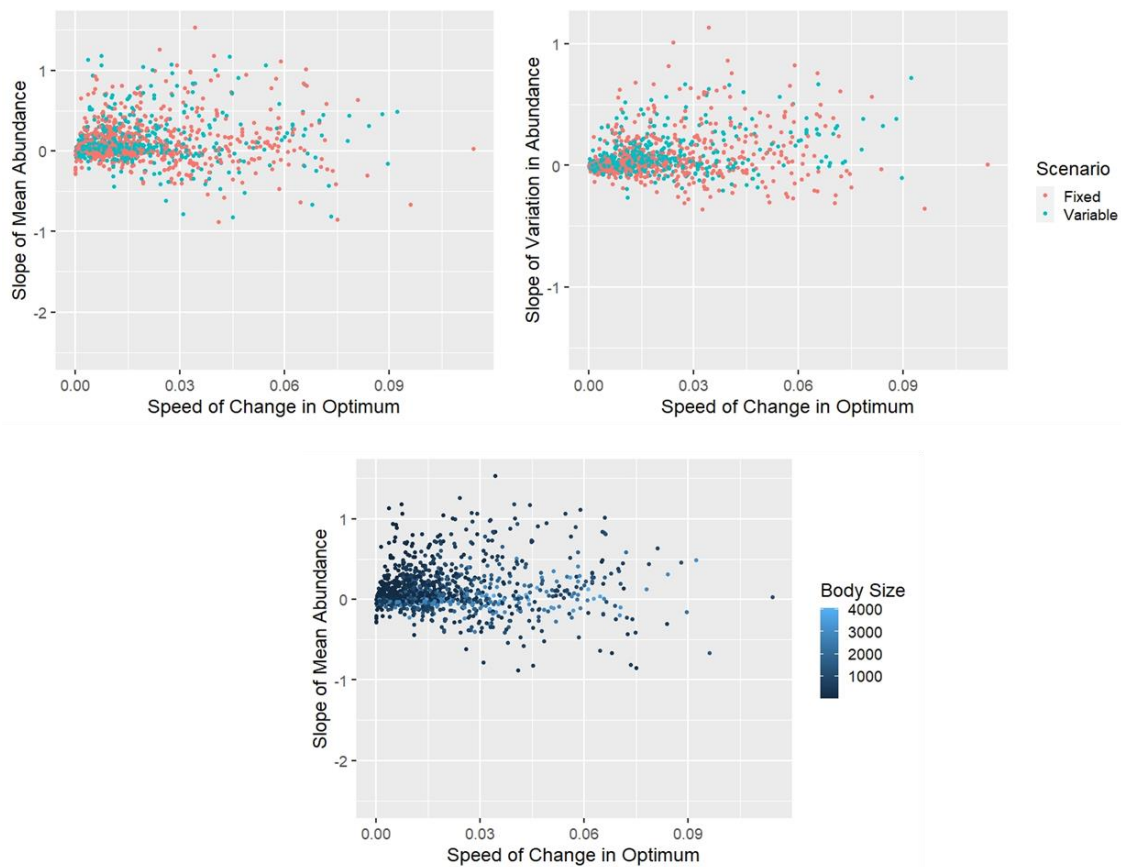 1
0
-1
-2
Slope of Mean Abundance
0.00 0.03 0.06 0.09
Speed of Change in Optimum
1
0
-1
Slope of Variation in Abundance
0.00 0.03 0.06 0.09
Speed of Change in Optimum
Scenario
Fixed
Variable
1
0
-1
-2
Slope of Mean Abundance
0.00 0.03 0.06 0.09
Speed of Change in Optimum
Body Size
4000
3000
2000
1000